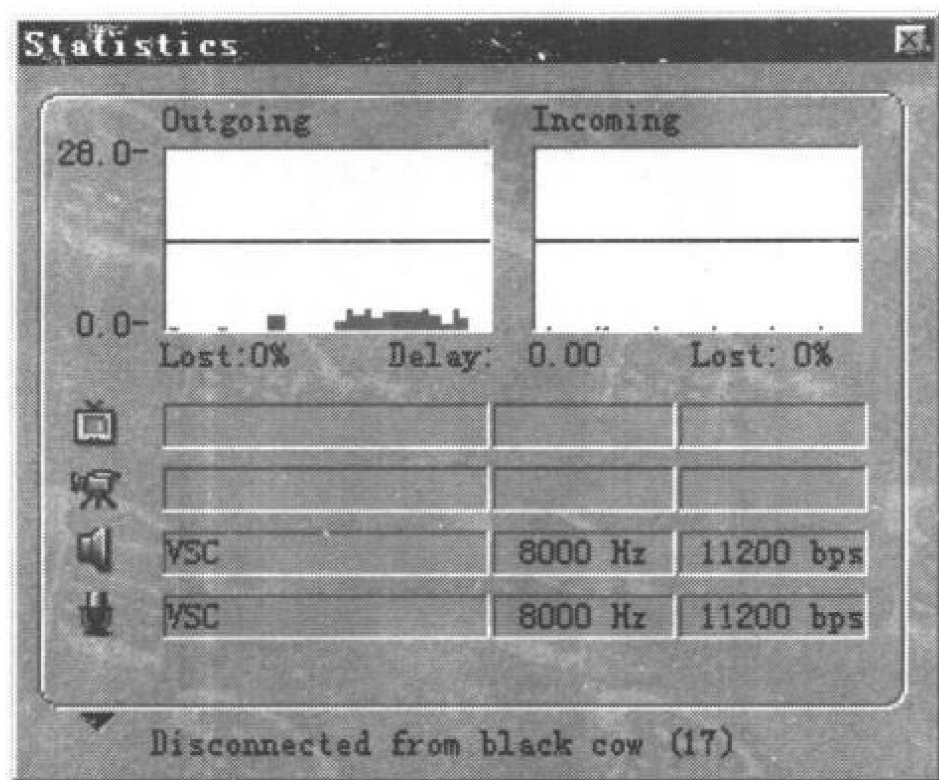 Statistics
Outgoing Incoming
28.0
0.0
Lost:0% Delay: 0.00 Lost: 0%
VSC 8000 Hz 11200 bps
VSC 8000 Hz 11200 bps
Disconnected from black cow (17)